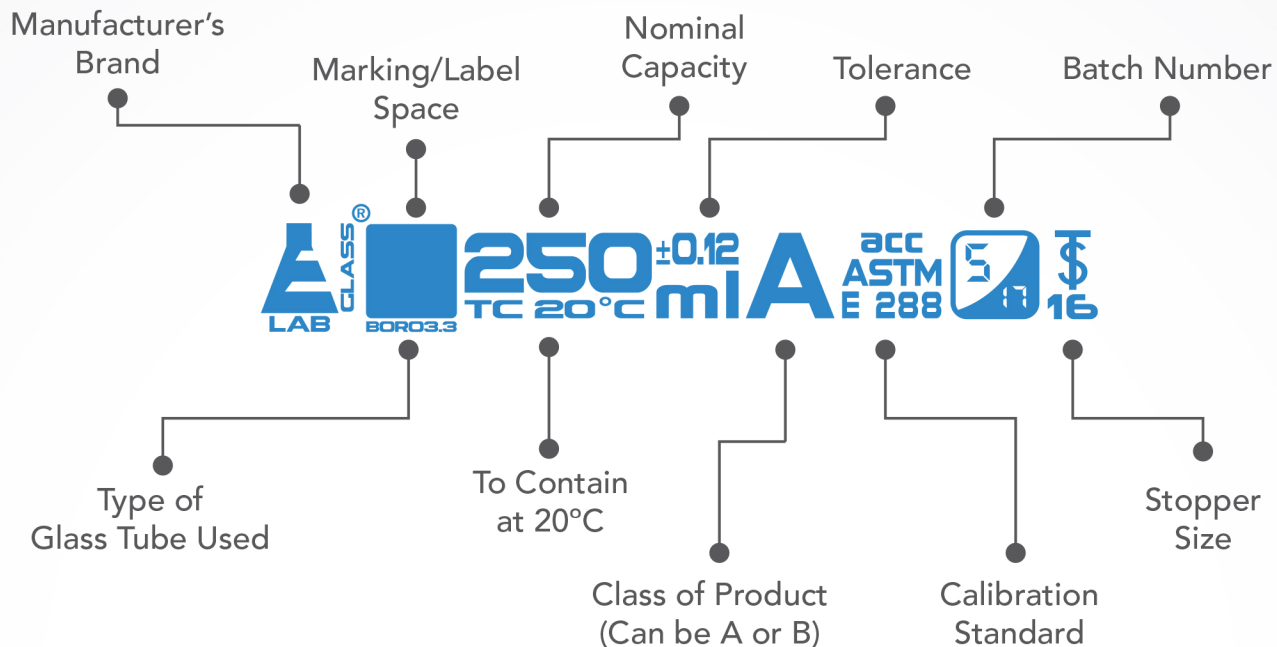 Manufacturer's
Brand
Marking/Label
Space
Nominal
Capacity
Tolerance
Batch Number
LAB
GLASS®
BORO3.3
250
TC 20°C
±0.12
ml
A
acc
ASTM
E 288
5
17
16
Type of
Glass Tube Used
To Contain
at 20°C
Class of Product
(Can be A or B)
Calibration
Standard
Stopper
Size